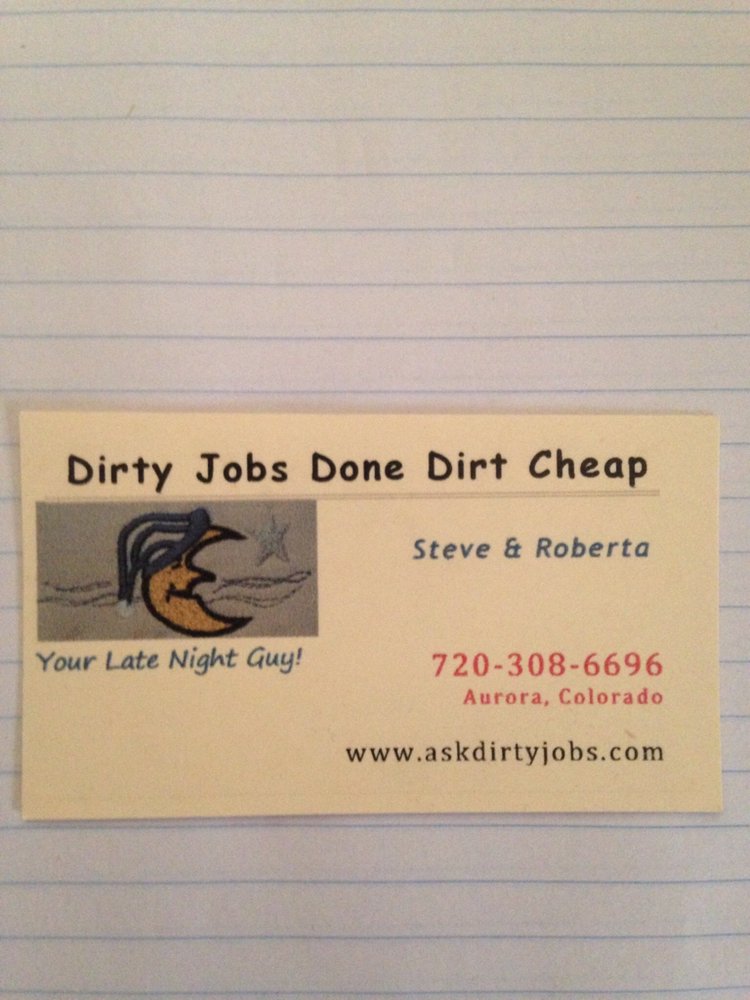 Dirty Jobs Done Dirt Cheap
Steve & Roberta
Your Late Night Guy!
720-308-6696
Aurora, Colorado
www.askdirtyjobs.com